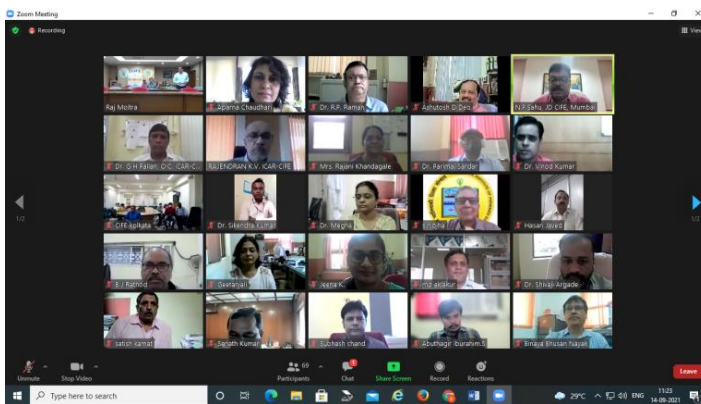 Zoom Meeting
Recording
View
Raj Moitra
Aparna Chaudhari
Dr. R.P. Raman
Ashutosh D Deo
N.P.Sahu, JD CIFE, Mumbai
Dr. G H Pailan, OIC, ICAR-C...
RAJENDRAN K.V. ICAR-CIFE
Mrs. Rajani Khandagale
Dr. Parimal Sardar
Dr. Vinod Kumar
CIFE kolkata
Dr. Sikendra Kumar
Dr. Megha
Hasan Javed
B J Rathod
Geetanjali
Jeena K.
Dr. Shivaji Argade
satish kamat
Sanath Kumar
Subhash chand
Abuthagir Iburahim.S
Binaya Bhusan Nayak
1/2
1/2
Unmute
Stop Video
69
Participants
Chat
Share Screen
Record
Reactions
Leave
Type here to search
29°C
ENG
11:23
14-09-2021